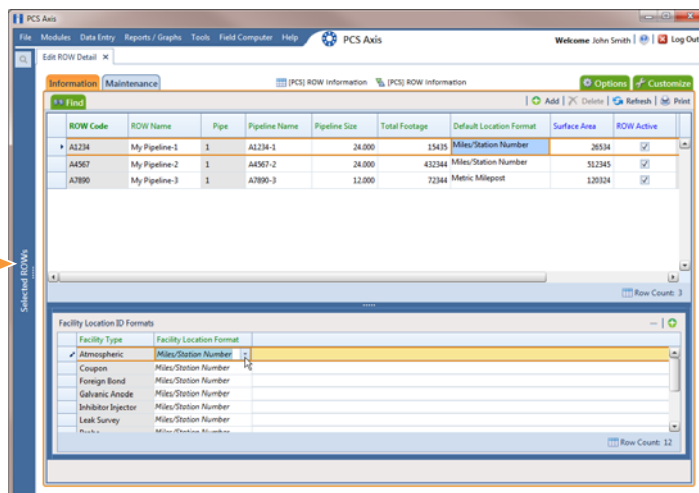 PCS Axis
File Modules Data Entry Reports / Graphs Tools Field Computer Help PCS Axis Welcome John Smith | | Log Out
Edit ROW Detail ×
Information Maintenance [PCS] ROW Information [PCS] ROW Information Options Customize
Find | Add | Delete | Refresh | Print
ROW Code ROW Name Pipe Pipeline Name Pipeline Size Total Footage Default Location Format Surface Area ROW Active
A1234 My Pipeline-1 1 A1234-1 24.000 15435 Miles/Station Number 26534
A4567 My Pipeline-2 1 A4567-2 24.000 432344 Miles/Station Number 512345
A7890 My Pipeline-3 1 A7890-3 12.000 72344 Metric Milepost 120324
Selected ROWs
Row Count: 3
Facility Location ID Formats
Facility Type Facility Location Format
Atmospheric Miles/Station Number
Coupon Miles/Station Number
Foreign Bond Miles/Station Number
Galvanic Anode Miles/Station Number
Inhibitor Injector Miles/Station Number
Leak Survey Miles/Station Number
Row Count: 12